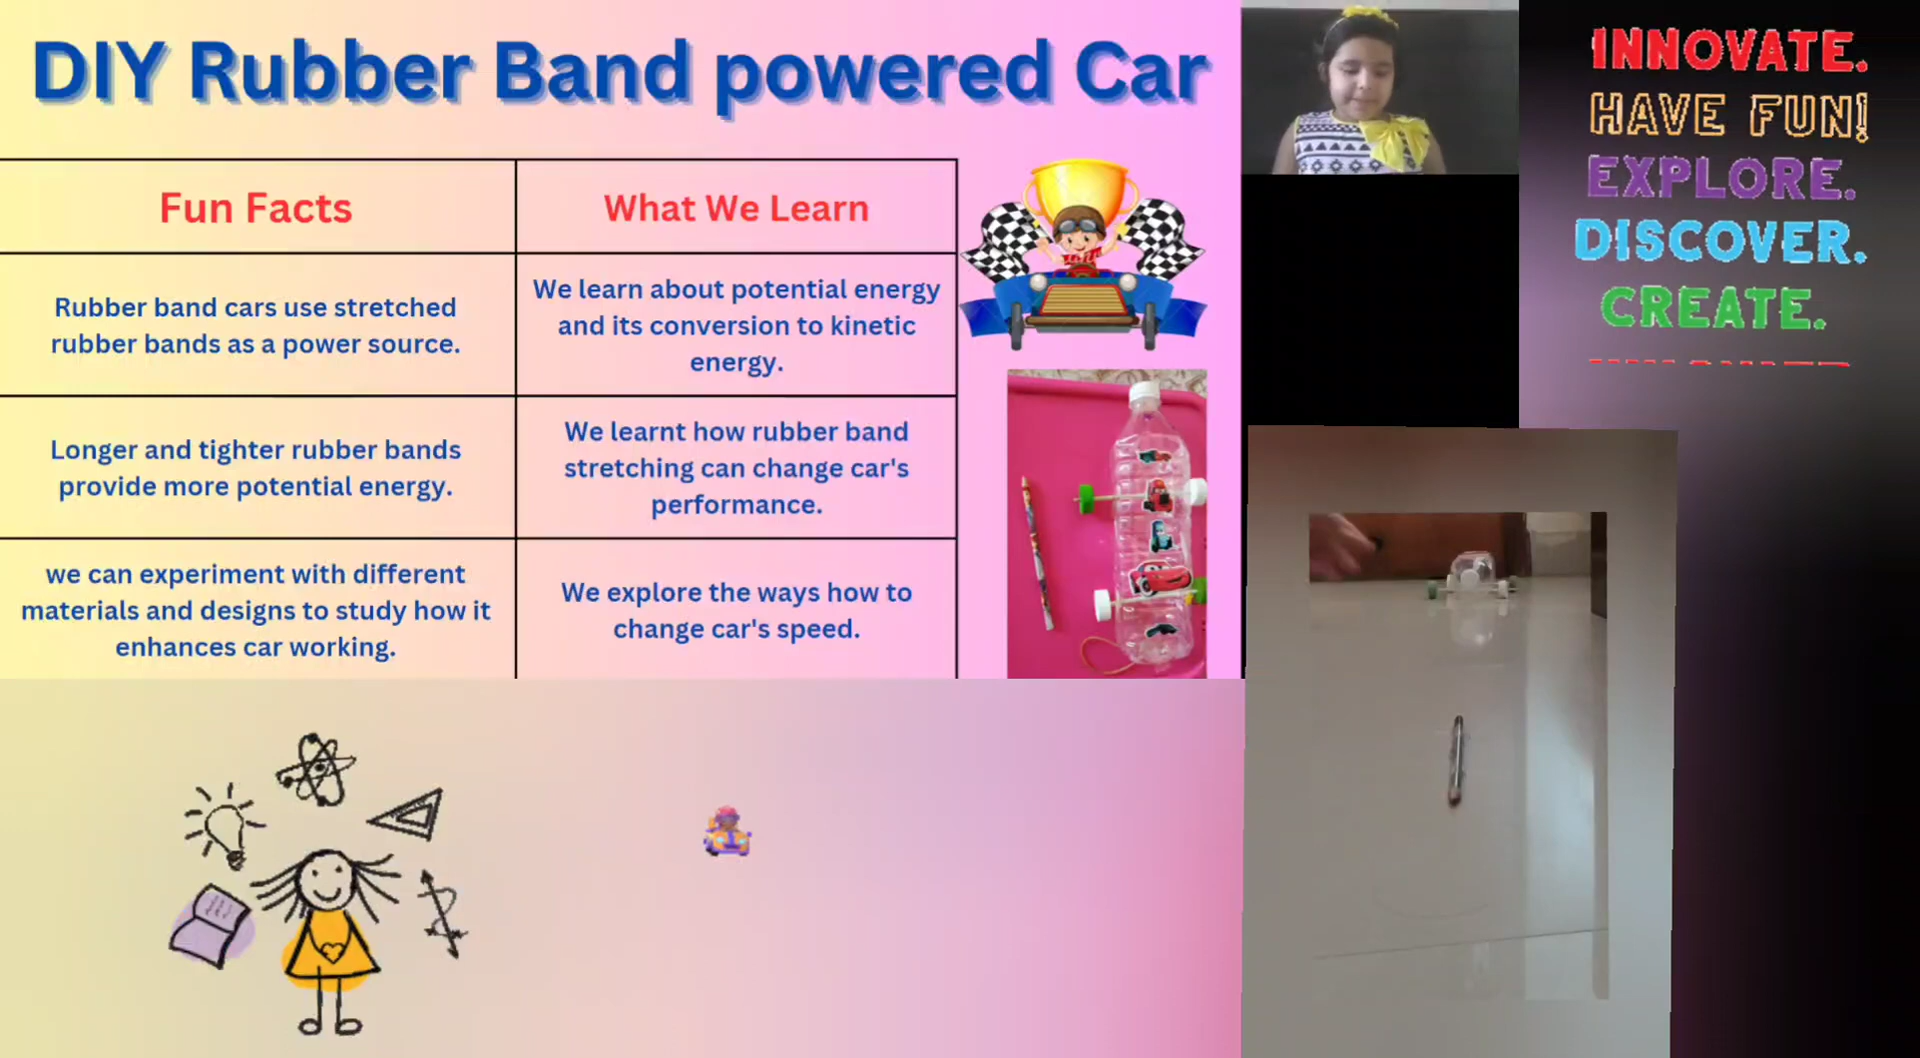 DIY Rubber Band powered Car
Fun Facts
What We Learn
Rubber band cars use stretched
rubber bands as a power source.
We learn about potential energy
and its conversion to kinetic
energy.
Longer and tighter rubber bands
provide more potential energy.
We learnt how rubber band
stretching can change car's
performance.
we can experiment with different
materials and designs to study how it
enhances car working.
We explore the ways how to
change car's speed.
INNOVATE.
HAVE FUN!
EXPLORE.
DISCOVER.
CREATE.